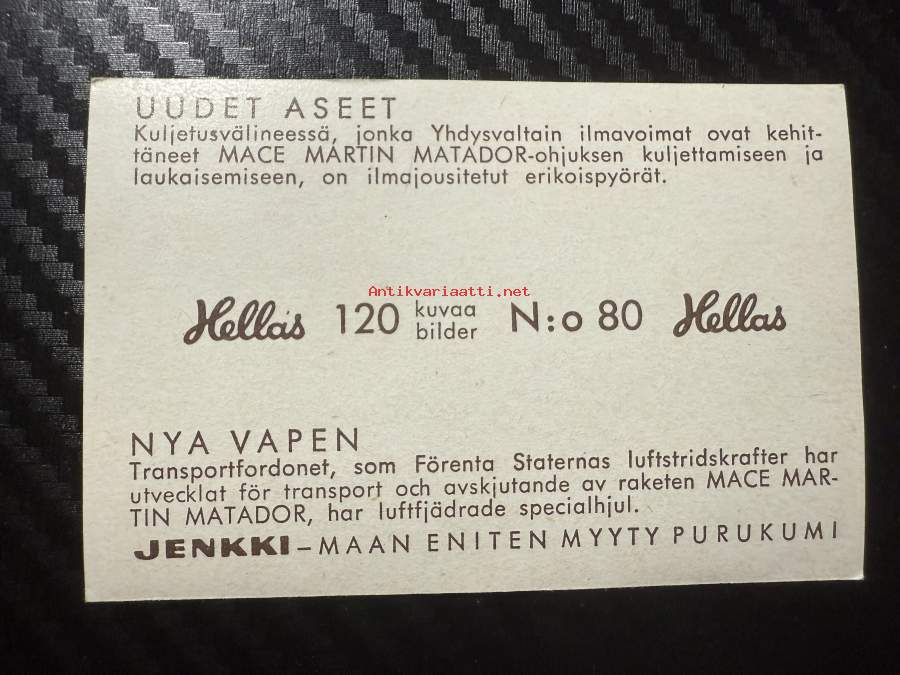 UUDET ASEET
Kuljetusvälineessä, jonka Yhdysvaltain ilmavoimat ovat kehit-
täneet MACE MARTIN MATADOR-ohjuksen kuljettamiseen ja
laukaisemiseen, on ilmajousitetut erikoispyörät.
Antikvariaatti.net
Hellas 120 kuvaa bilder N:o 80 Hellas
NYA VAPEN
Transportfordonet, som Förenta Staternas luftstridskrafter har
utvecklat för transport och avskjutande av raketen MACE MAR-
TIN MATADOR, har luftfjädrade specialhjul.
JENKKI – MAAN ENITEN MYYTY PURUKUMI